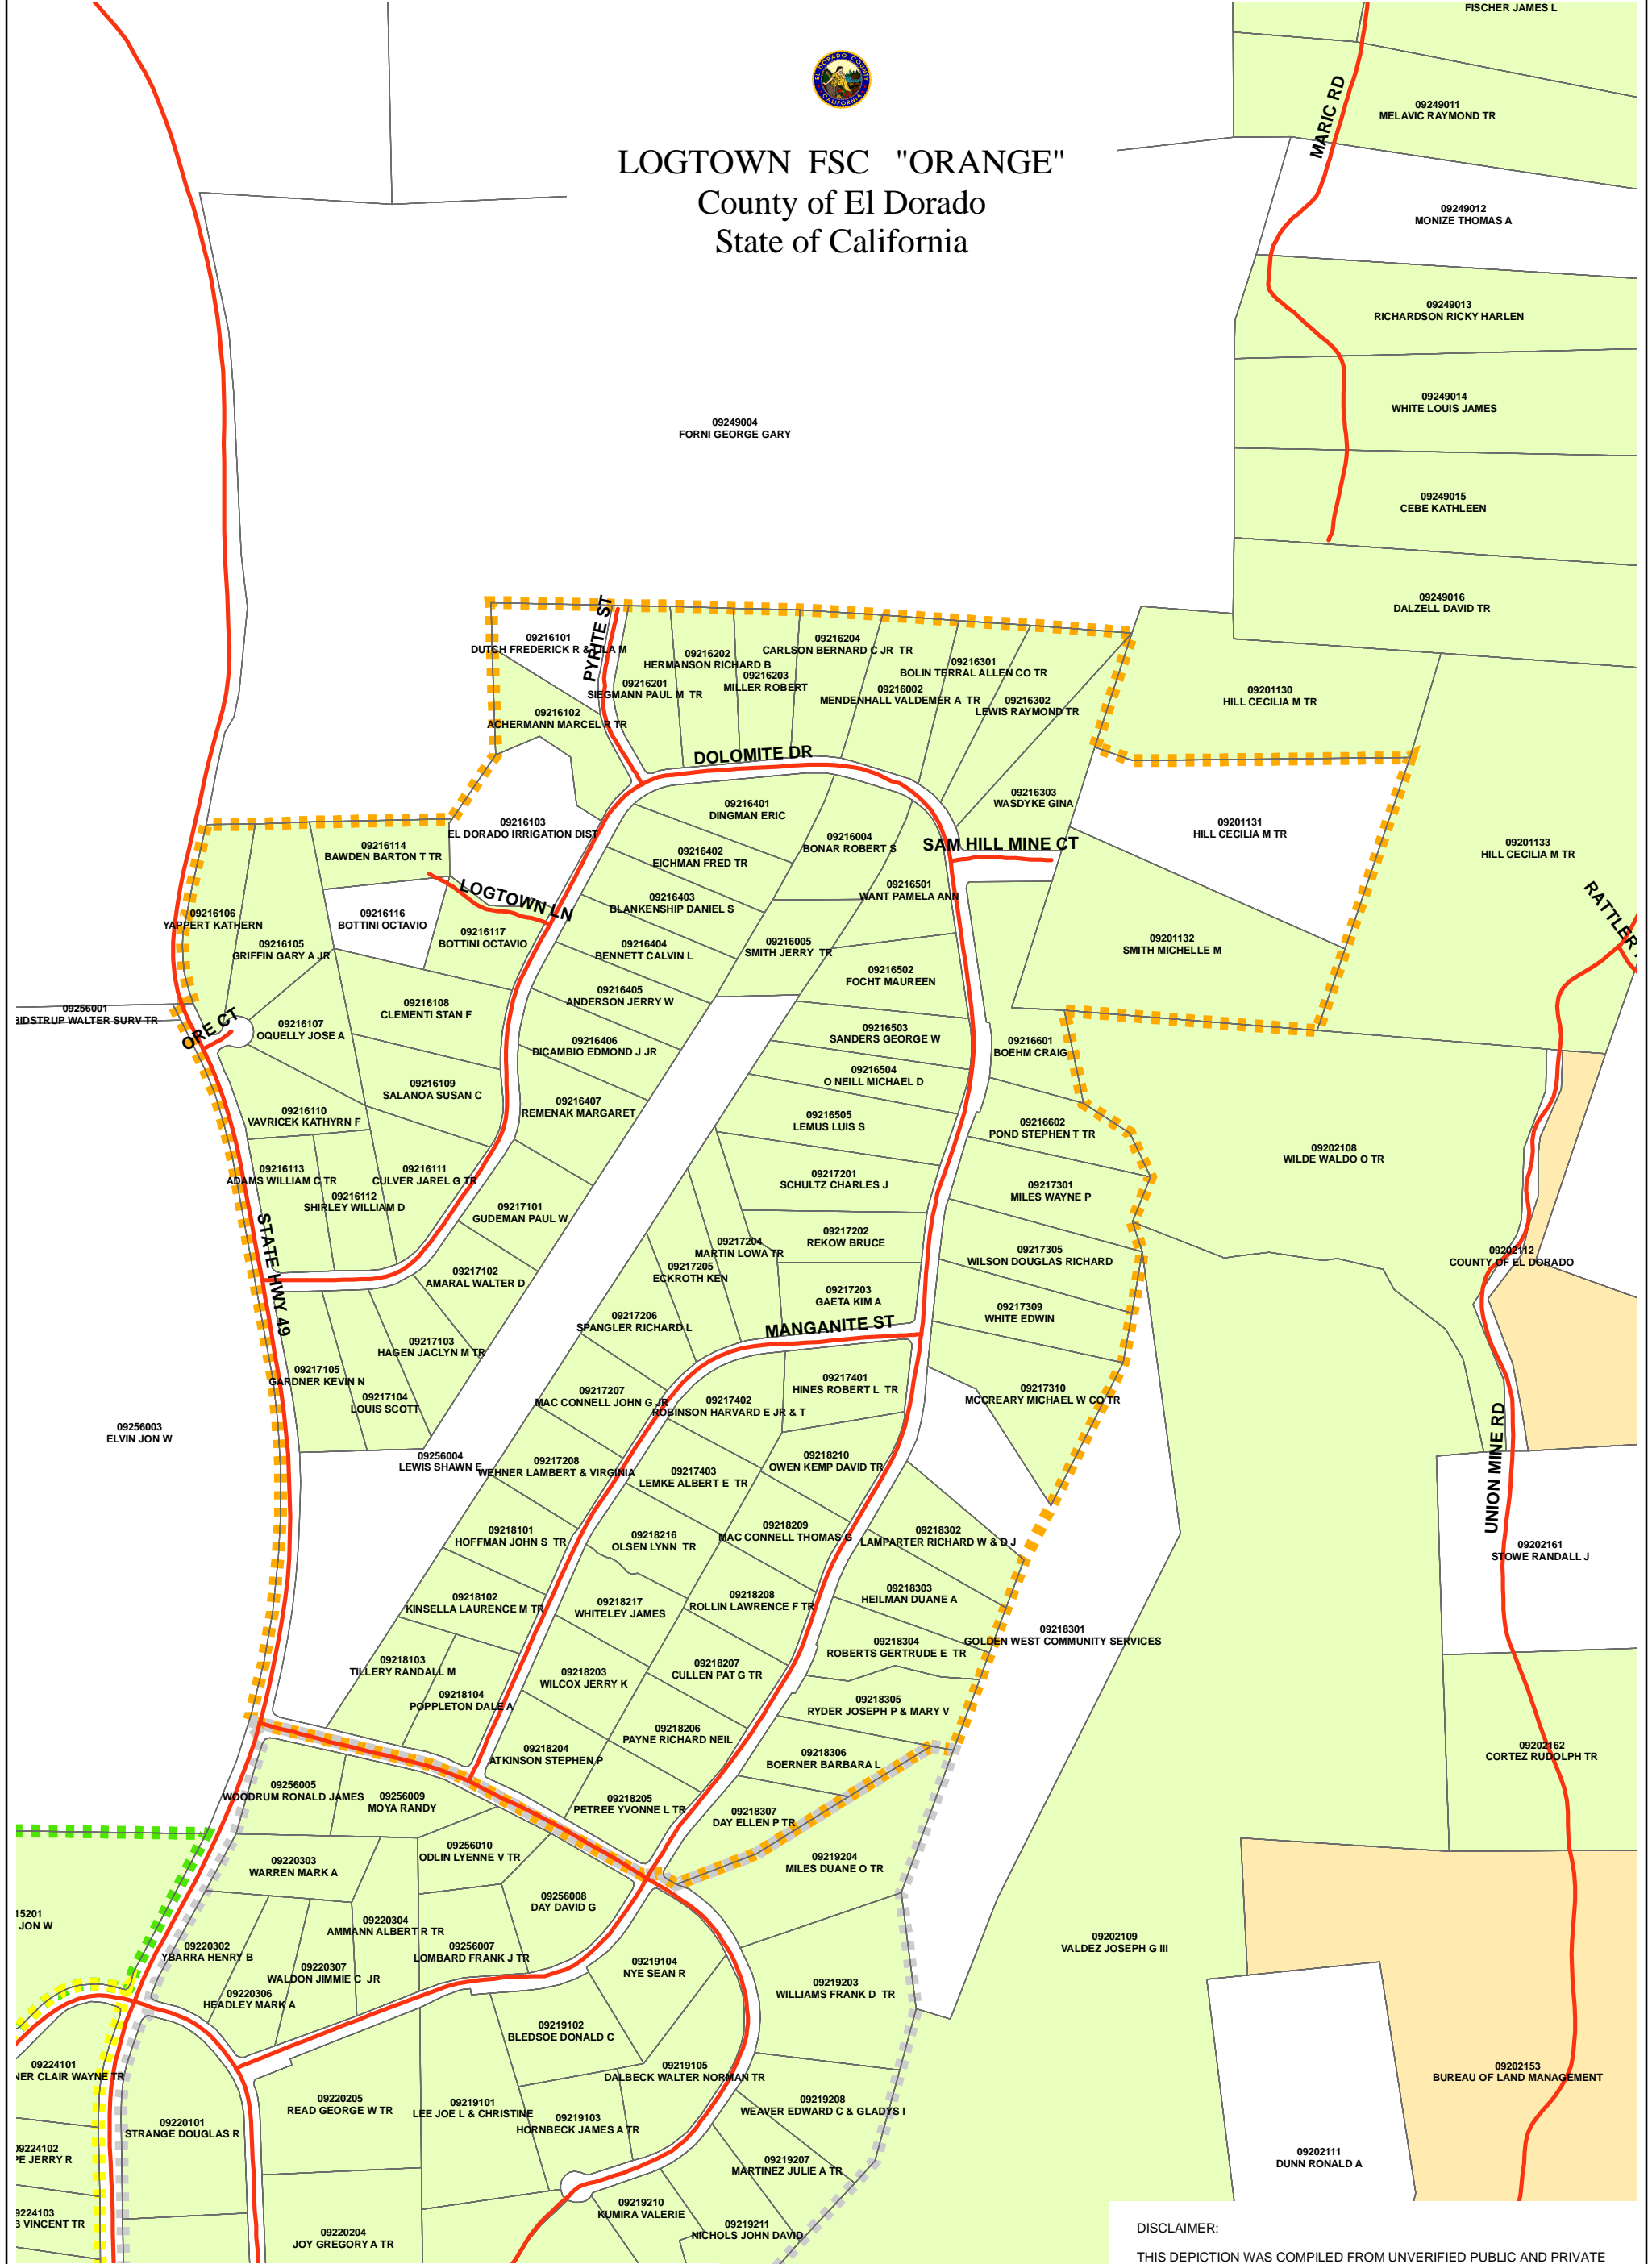 FISCHER JAMES L
EL DORADO COUNTY
CALIFORNIA
LOGTOWN FSC "ORANGE"
County of El Dorado
State of California
MARIC RD
09249011
MELAVIC RAYMOND TR
09249012
MONIZE THOMAS A
09249013
RICHARDSON RICKY HARLEN
09249014
WHITE LOUIS JAMES
09249004
FORNI GEORGE GARY
09249015
CEBE KATHLEEN
09249016
DALZELL DAVID TR
PYRITE ST
09216101
DUTCH FREDERICK R & LA M
09216201
SIEGMANN PAUL M TR
09216202
HERMANSON RICHARD B
09216203
MILLER ROBERT
09216204
CARLSON BERNARD C JR TR
09216002
MENDENHALL VALDEMER A TR
09216301
BOLIN TERRAL ALLEN CO TR
09216302
LEWIS RAYMOND TR
09201130
HILL CECILIA M TR
09216102
ACHERMANN MARCEL R TR
DOLOMITE DR
09216303
WASDYKE GINA
09216401
DINGMAN ERIC
09216103
EL DORADO IRRIGATION DIST
09216004
BONAR ROBERT S
SAM HILL MINE CT
09201131
HILL CECILIA M TR
09201133
HILL CECILIA M TR
09216114
BAWDEN BARTON T TR
09216402
EICHMAN FRED TR
LOGTOWN LN
09216501
WANT PAMELA ANN
09216403
BLANKENSHIP DANIEL S
RATTLER
09216106
YAPPERT KATHERN
09216116
BOTTINI OCTAVIO
09216117
BOTTINI OCTAVIO
09216105
GRIFFIN GARY A JR
09216404
BENNETT CALVIN L
09216005
SMITH JERRY TR
09201132
SMITH MICHELLE M
09216502
FOCHT MAUREEN
09216405
ANDERSON JERRY W
09256001
BIDSTRUP WALTER SURV TR
ORE CT
09216108
CLEMENTI STAN F
09216107
OQUELLY JOSE A
09216406
DICAMBIO EDMOND J JR
09216503
SANDERS GEORGE W
09216601
BOEHM CRAIG
09216504
O NEILL MICHAEL D
09216109
SALANOA SUSAN C
09216407
REMENAK MARGARET
09216110
VAVRICEK KATHYRN F
09216505
LEMUS LUIS S
09216602
POND STEPHEN T TR
09202108
WILDE WALDO O TR
09216113
ADAMS WILLIAM C TR
09216111
CULVER JAREL G TR
09216112
SHIRLEY WILLIAM D
09217201
SCHULTZ CHARLES J
09217301
MILES WAYNE P
09217101
GUDEMAN PAUL W
STATE HWY 49
09217204
MARTIN LOWA TR
09217202
REKOW BRUCE
09217305
WILSON DOUGLAS RICHARD
09202112
COUNTY OF EL DORADO
09217205
ECKROTH KEN
09217102
AMARAL WALTER D
09217203
GAETA KIM A
09217309
WHITE EDWIN
09217206
SPANGLER RICHARD L
MANGANITE ST
09217103
HAGEN JACLYN M TR
09217105
GARDNER KEVIN N
09217104
LOUIS SCOTT
09217207
MAC CONNELL JOHN G JR
09217402
ROBINSON HARVARD E JR & T
09217401
HINES ROBERT L TR
09217310
MCCREARY MICHAEL W CO TR
09256003
ELVIN JON W
09256004
LEWIS SHAWN E
09217208
WEHNER LAMBERT & VIRGINIA
09217403
LEMKE ALBERT E TR
09218210
OWEN KEMP DAVID TR
UNION MINE RD
09218101
HOFFMAN JOHN S TR
09218216
OLSEN LYNN TR
09218209
MAC CONNELL THOMAS G
09218302
LAMPARTER RICHARD W & D J
09202161
STOWE RANDALL J
09218102
KINSELLA LAURENCE M TR
09218217
WHITELEY JAMES
09218208
ROLLIN LAWRENCE F TR
09218303
HEILMAN DUANE A
09218301
GOLDEN WEST COMMUNITY SERVICES
09218304
ROBERTS GERTRUDE E TR
09218103
TILLERY RANDALL M
09218203
WILCOX JERRY K
09218207
CULLEN PAT G TR
09218104
POPPLETON DALE A
09218305
RYDER JOSEPH P & MARY V
09218206
PAYNE RICHARD NEIL
09218204
ATKINSON STEPHEN P
09218306
BOERNER BARBARA L
09202162
CORTEZ RUDOLPH TR
09256005
WOODRUM RONALD JAMES
09256009
MOYA RANDY
09218205
PETREE YVONNE L TR
09218307
DAY ELLEN P TR
09256010
ODLIN LYENNE V TR
09220303
WARREN MARK A
09219204
MILES DUANE O TR
15201
JON W
09256008
DAY DAVID G
09220304
AMMANN ALBERT R TR
09220302
YBARRA HENRY B
09256007
LOMBARD FRANK J TR
09202109
VALDEZ JOSEPH G III
09220307
WALDON JIMMIE C JR
09219104
NYE SEAN R
09220306
HEADLEY MARK A
09219203
WILLIAMS FRANK D TR
09219102
BLEDSOE DONALD C
09224101
NER CLAIR WAYNE TR
09219105
DALBECK WALTER NORMAN TR
09202153
BUREAU OF LAND MANAGEMENT
09220205
READ GEORGE W TR
09219101
LEE JOE L & CHRISTINE
09219208
WEAVER EDWARD C & GLADYS I
09220101
STRANGE DOUGLAS R
09219103
HORNBECK JAMES A TR
09224102
PE JERRY R
09219207
MARTINEZ JULIE A TR
09202111
DUNN RONALD A
09224103
B VINCENT TR
09219210
KUMIRA VALERIE
09219211
NICHOLS JOHN DAVID
09220204
JOY GREGORY A TR
DISCLAIMER:
THIS DEPICTION WAS COMPILED FROM UNVERIFIED PUBLIC AND PRIVATE